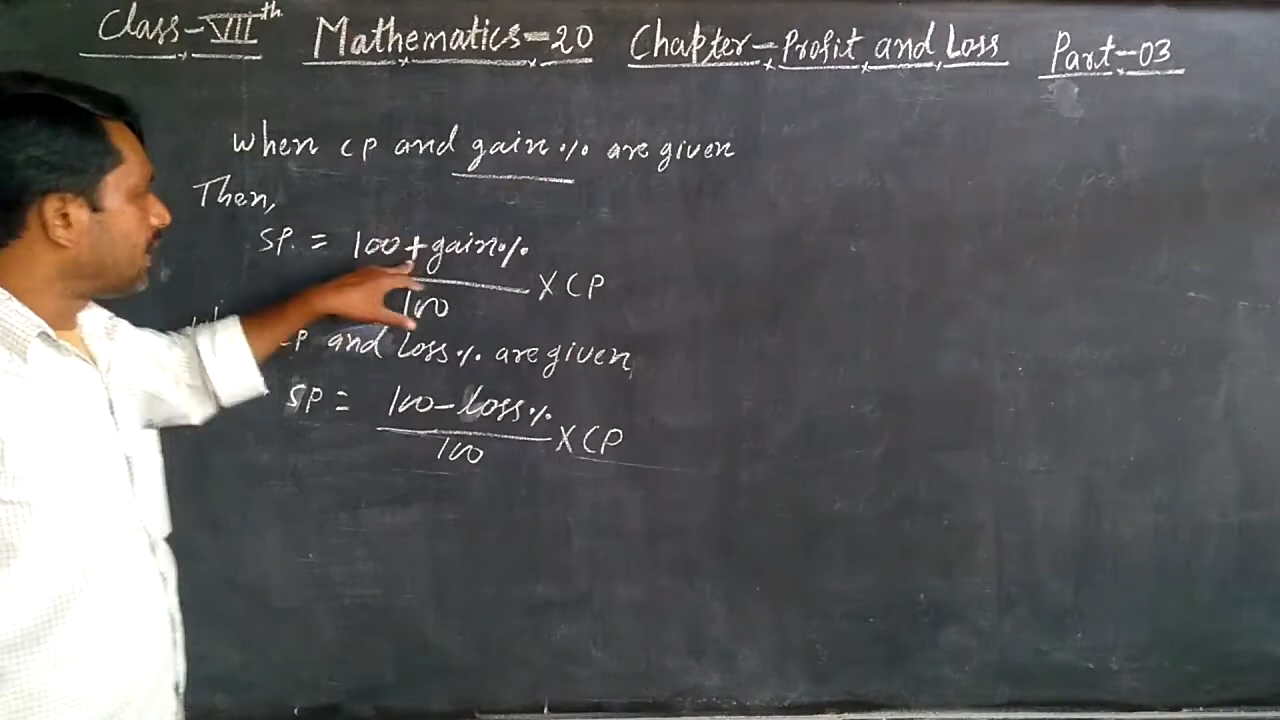 Class-VIIIth Mathematics-20 Chapter-Profit and Loss Part-03
When CP and gain% are given
Then,
SP. = 100+gain%
100 × CP
CP and Loss% are given,
SP = 100-Loss%
100 × CP